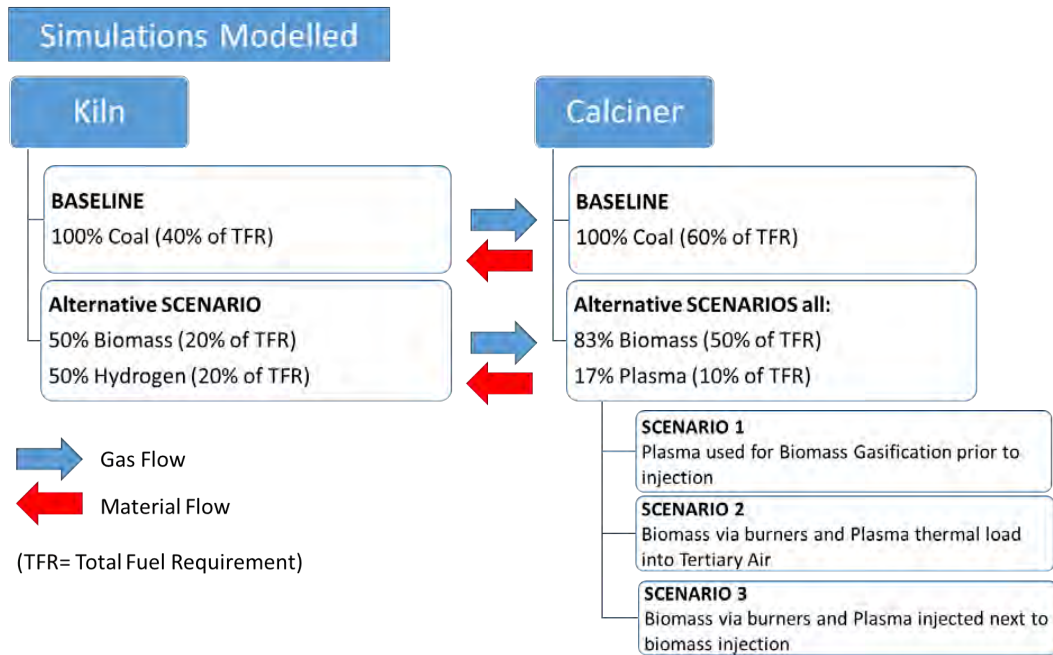 Simulations Modelled
Kiln
BASELINE
100% Coal (40% of TFR)
Alternative SCENARIO
50% Biomass (20% of TFR)
50% Hydrogen (20% of TFR)
Gas Flow
Material Flow
(TFR= Total Fuel Requirement)
Calciner
BASELINE
100% Coal (60% of TFR)
Alternative SCENARIOS all:
83% Biomass (50% of TFR)
17% Plasma (10% of TFR)
SCENARIO 1
Plasma used for Biomass Gasification prior to
injection
SCENARIO 2
Biomass via burners and Plasma thermal load
into Tertiary Air
SCENARIO 3
Biomass via burners and Plasma injected next to
biomass injection